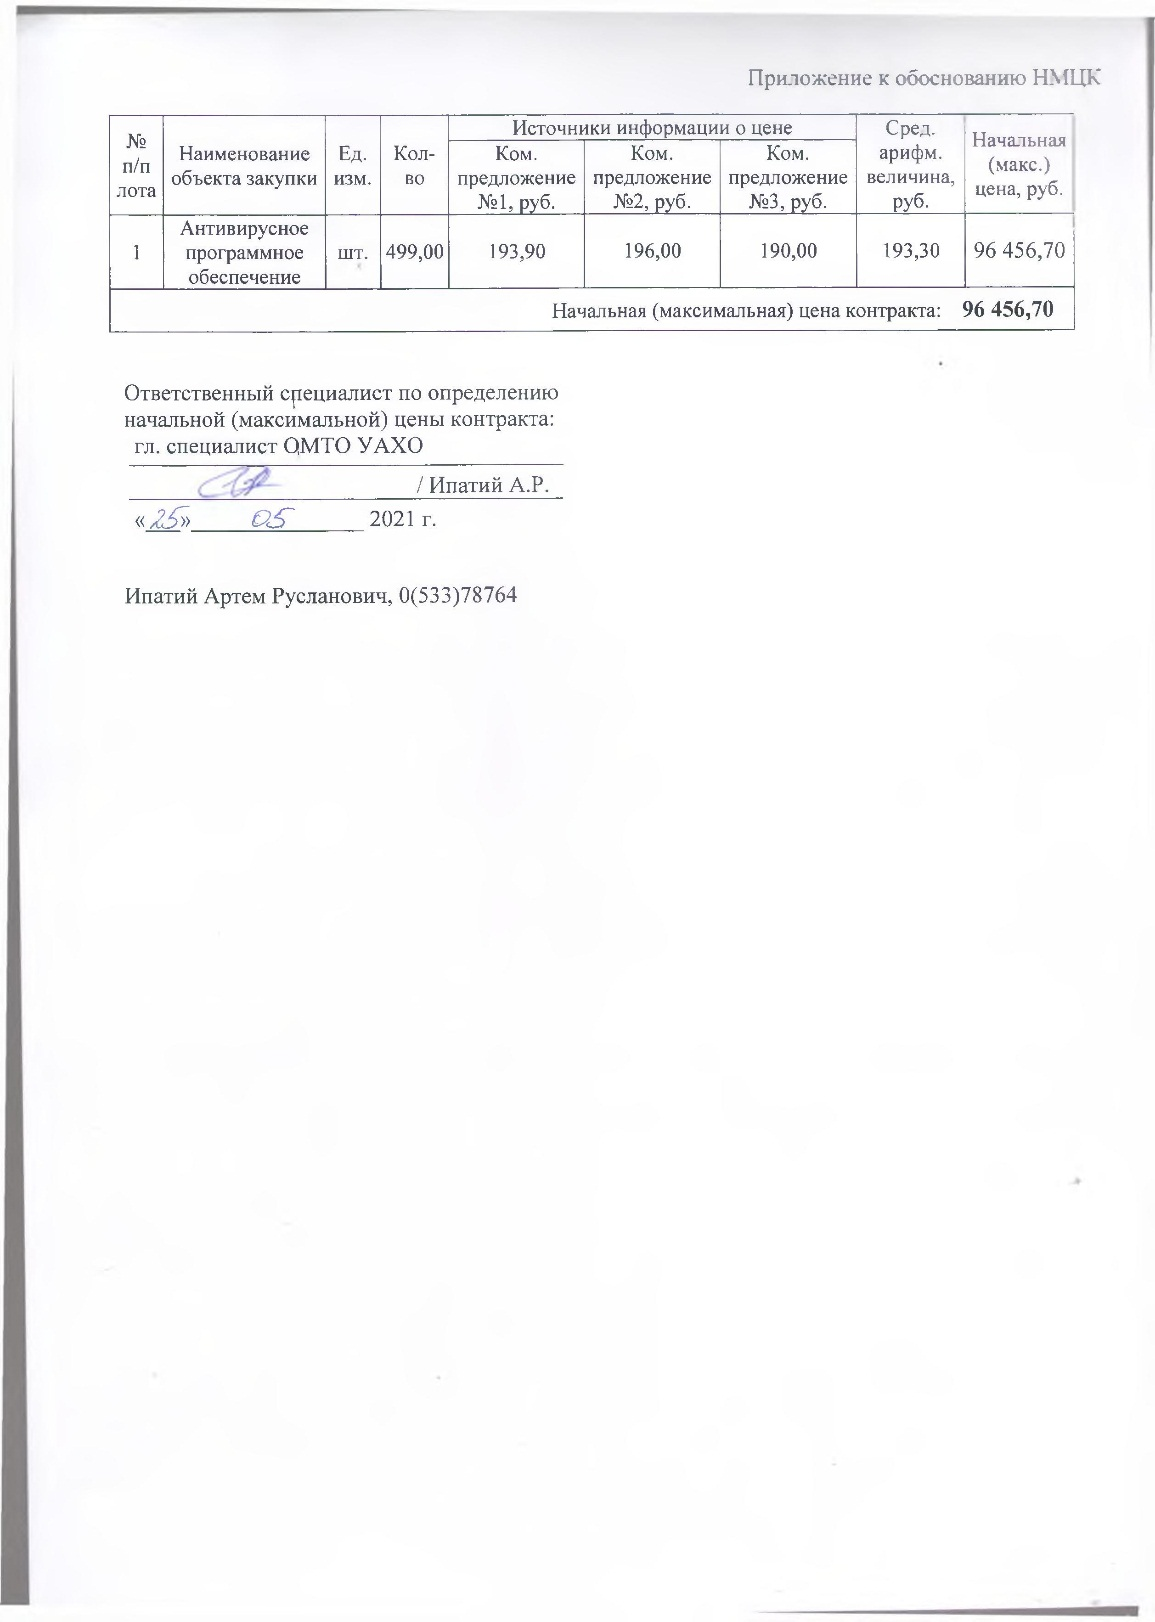 Приложение к обоснованию НМЦК
№ п/п лота
Наименование объекта закупки
Ед. изм.
Кол-во
Источники информации о цене
Ком. предложение №1, руб.
Ком. предложение №2, руб.
Ком. предложение №3, руб.
Сред. арифм. величина, руб.
Начальная (макс.) цена, руб.
1
Антивирусное программное обеспечение
шт.
499,00
193,90
196,00
190,00
193,30
96 456,70
Начальная (максимальная) цена контракта: 96 456,70
Ответственный специалист по определению
начальной (максимальной) цены контракта:
гл. специалист ОМТО УАХО
/ Ипатий А.Р.
«25» 05 2021 г.
Ипатий Артем Русланович, 0(533)78764